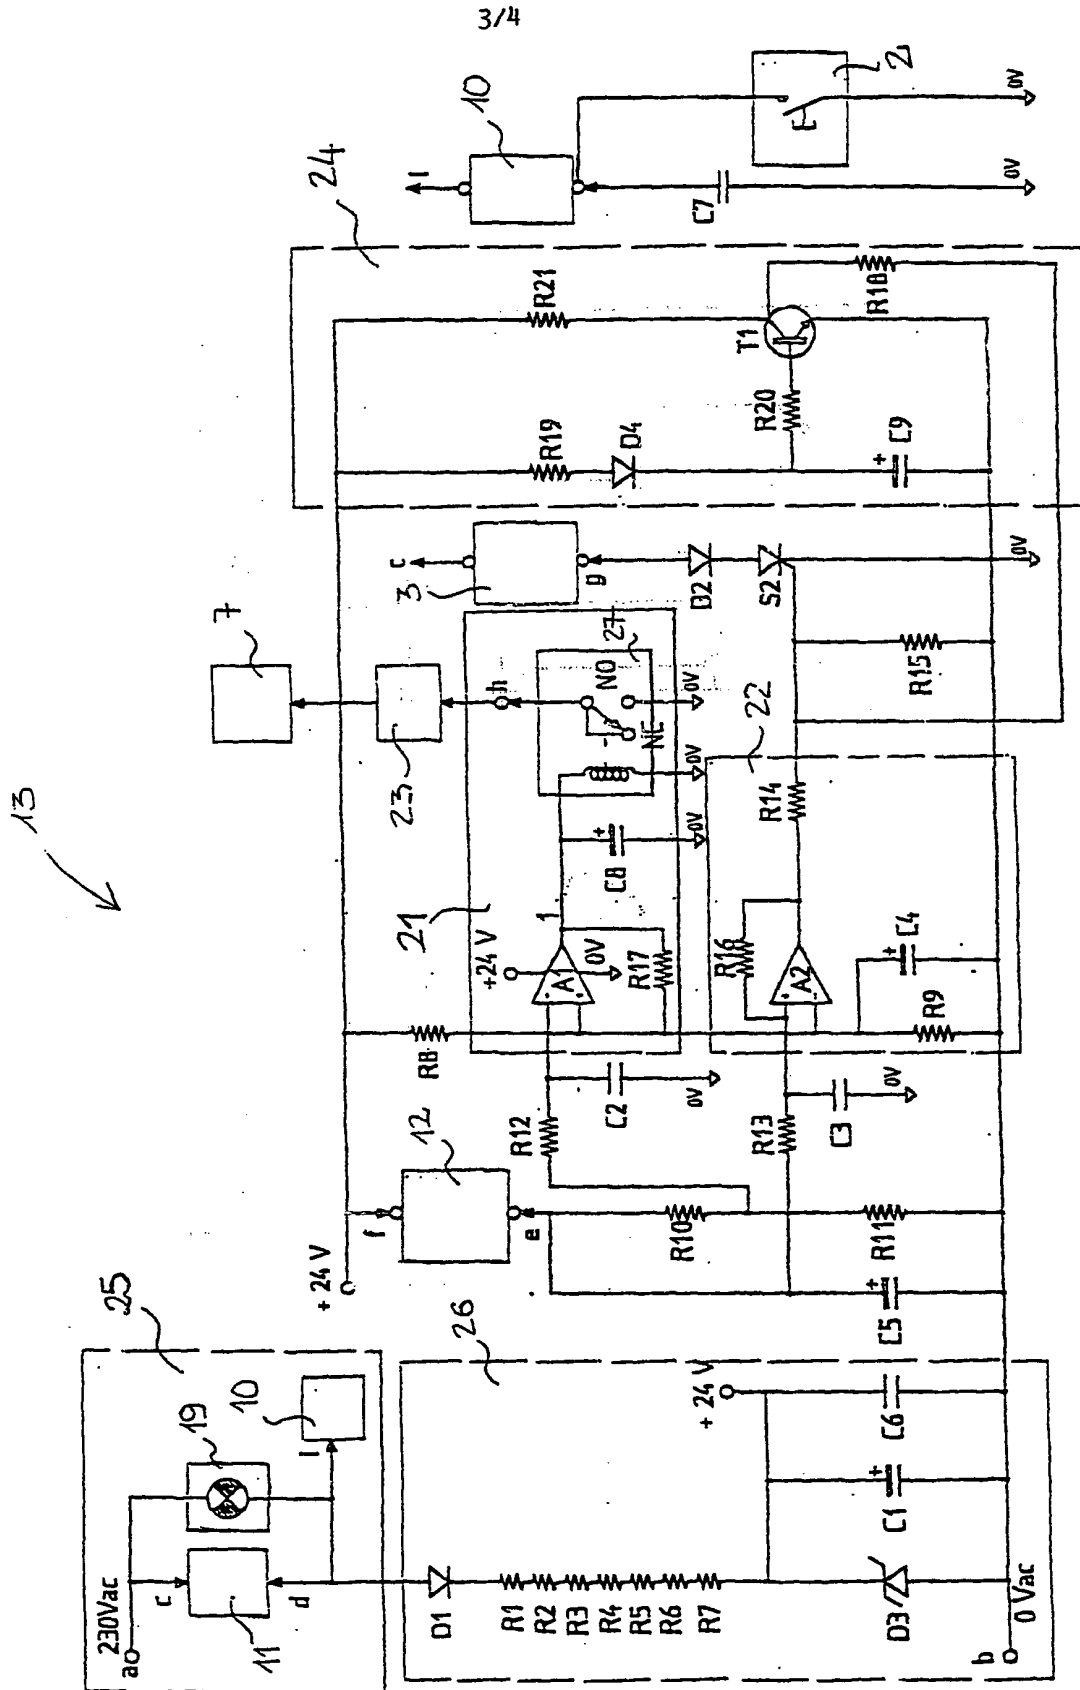 3/4
13
25
230Vac
a
c
11
d
19
10
l
26
D1
R1
R2
R3
R4
R5
R6
R7
+ 24 V
D3
C1
+
C6
b
0 Vac
+ 24 V
f
12
e
R10
R11
C5
+
R12
C2
0V
R13
C3
0V
R8
R9
C4
+
21
+24 V
A
0V
1
R17
C8
+
0V
0V
27
NO
NC
0V
h
23
7
22
R16
A2
R14
R15
c
3
g
D2
S2
0V
24
R19
D4
R20
C9
+
R21
T1
R18
l
10
C7
0V
2
0V